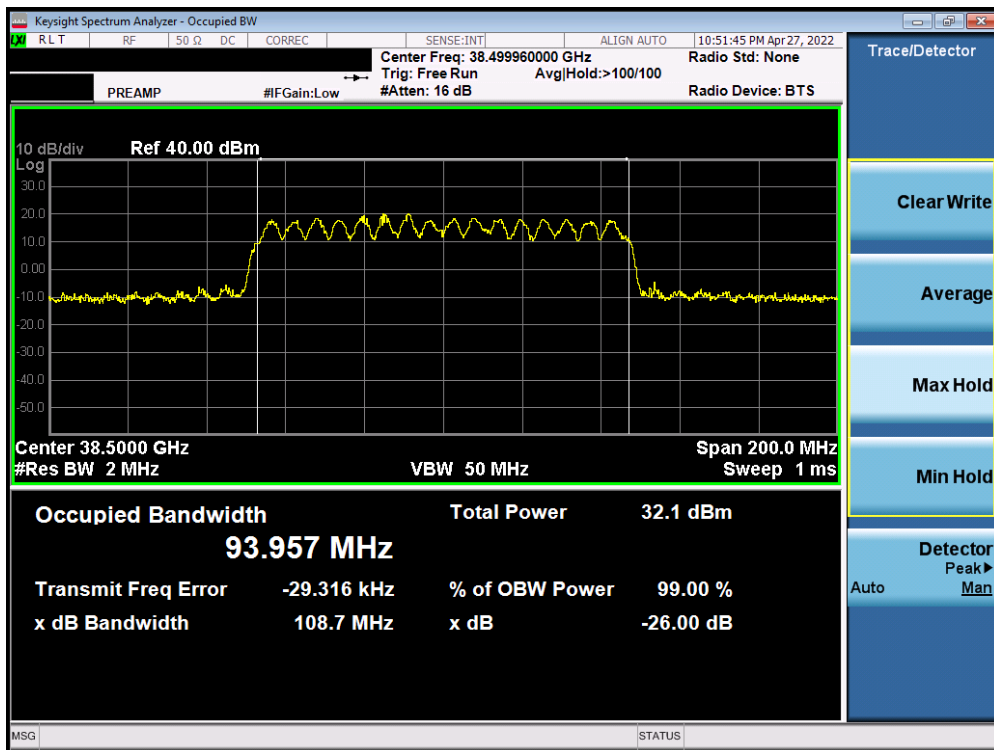 Keysight Spectrum Analyzer - Occupied BW
LXI RLT RF 50 Ω DC CORREC SENSE:INT ALIGN AUTO 10:51:45 PM Apr 27, 2022
Center Freq: 38.499960000 GHz Radio Std: None
Trig: Free Run Avg|Hold:>100/100
PREAMP #IFGain:Low #Atten: 16 dB Radio Device: BTS
Trace/Detector
10 dB/div Ref 40.00 dBm
Log
30.0
20.0
10.0
0.00
-10.0
-20.0
-30.0
-40.0
-50.0
Center 38.5000 GHz Span 200.0 MHz
#Res BW 2 MHz VBW 50 MHz Sweep 1 ms
Occupied Bandwidth Total Power 32.1 dBm
93.957 MHz
Transmit Freq Error -29.316 kHz % of OBW Power 99.00 %
x dB Bandwidth 108.7 MHz x dB -26.00 dB
Clear Write
Average
Max Hold
Min Hold
Detector
Peak▶
Auto Man
MSG STATUS